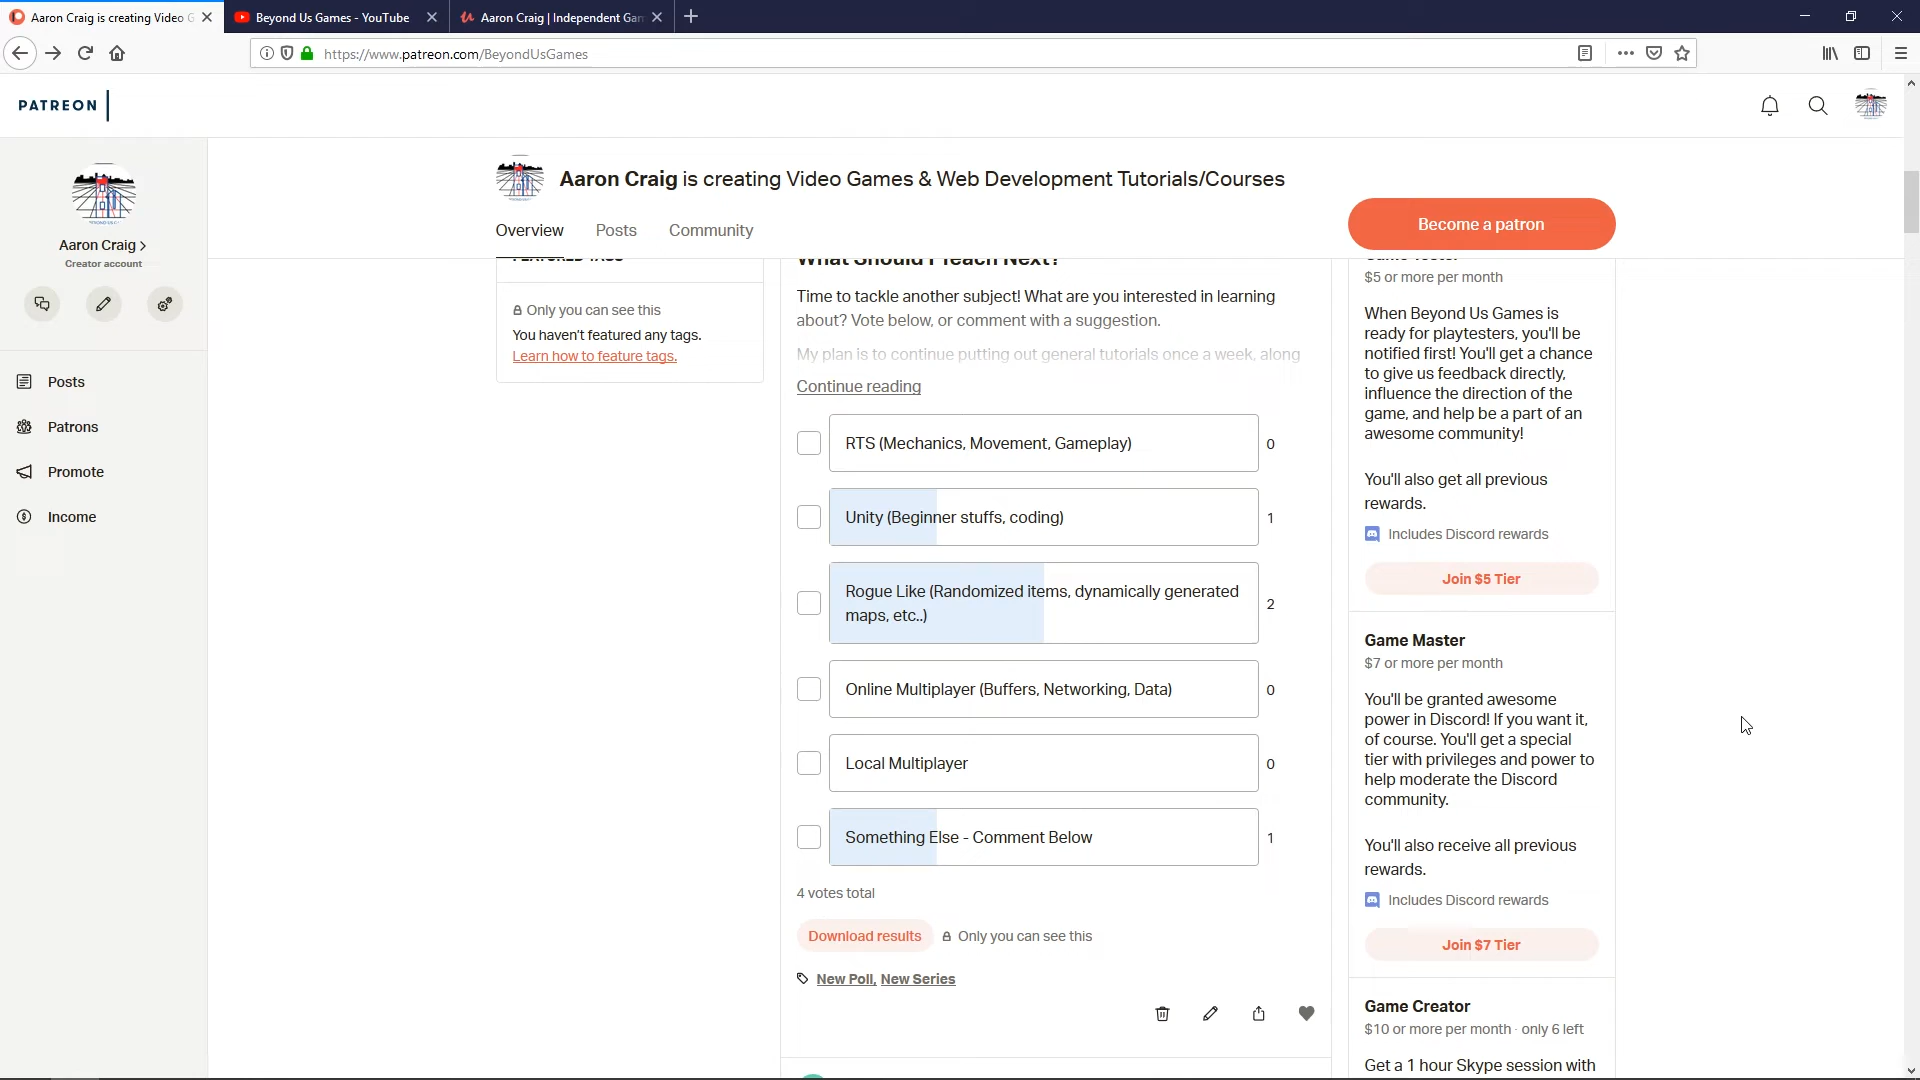 Aaron Craig is creating Video G
Beyond Us Games - YouTube
Aaron Craig | Independent Gam
https://www.patreon.com/BeyondUsGames
PATREON
Aaron Craig
Creator account
Posts
Patrons
Promote
Income
Aaron Craig is creating Video Games & Web Development Tutorials/Courses
Overview
Posts
Community
Become a patron
FEATURED TAGS
Only you can see this
You haven't featured any tags.
Learn how to feature tags.
What Should I Teach Next?
Time to tackle another subject! What are you interested in learning
about? Vote below, or comment with a suggestion.
My plan is to continue putting out general tutorials once a week, along
Continue reading
RTS (Mechanics, Movement, Gameplay)
0
Unity (Beginner stuffs, coding)
1
Rogue Like (Randomized items, dynamically generated
maps, etc..)
2
Online Multiplayer (Buffers, Networking, Data)
0
Local Multiplayer
0
Something Else - Comment Below
1
4 votes total
Download results
Only you can see this
New Poll, New Series
Game Tester
$5 or more per month
When Beyond Us Games is
ready for playtesters, you'll be
notified first! You'll get a chance
to give us feedback directly,
influence the direction of the
game, and help be a part of an
awesome community!
You'll also get all previous
rewards.
Includes Discord rewards
Join $5 Tier
Game Master
$7 or more per month
You'll be granted awesome
power in Discord! If you want it,
of course. You'll get a special
tier with privileges and power to
help moderate the Discord
community.
You'll also receive all previous
rewards.
Includes Discord rewards
Join $7 Tier
Game Creator
$10 or more per month · only 6 left
Get a 1 hour Skype session with